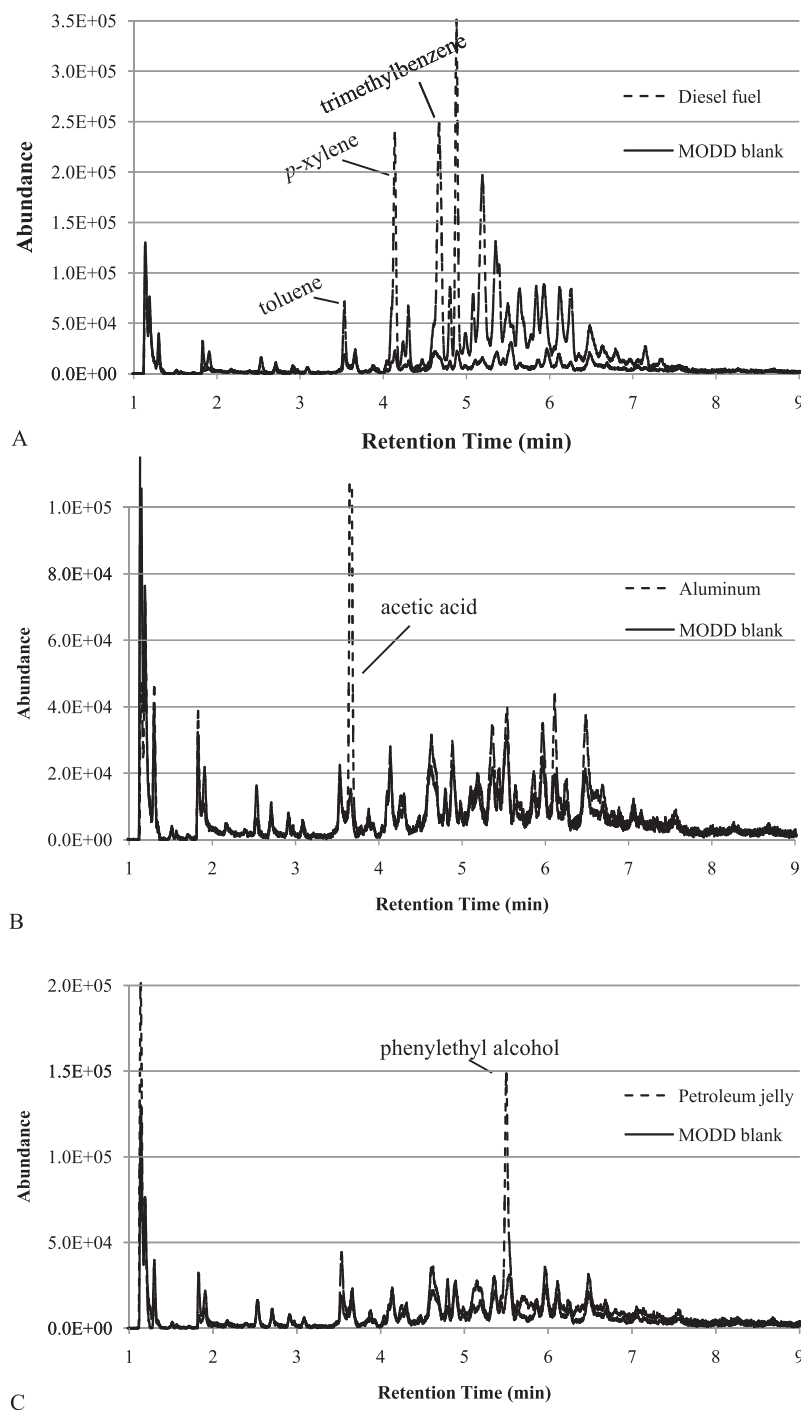 3.5E+05
3.0E+05
2.5E+05
2.0E+05
1.5E+05
1.0E+05
5.0E+04
0.0E+00
Abundance
trimethylbenzene
p-xylene
toluene
Diesel fuel
MODD blank
1 2 3 4 5 6 7 8 9
Retention Time (min)
A
1.0E+05
8.0E+04
6.0E+04
4.0E+04
2.0E+04
0.0E+00
Abundance
acetic acid
Aluminum
MODD blank
1 2 3 4 5 6 7 8 9
Retention Time (min)
B
2.0E+05
1.5E+05
1.0E+05
5.0E+04
0.0E+00
Abundance
phenylethyl alcohol
Petroleum jelly
MODD blank
1 2 3 4 5 6 7 8 9
Retention Time (min)
C